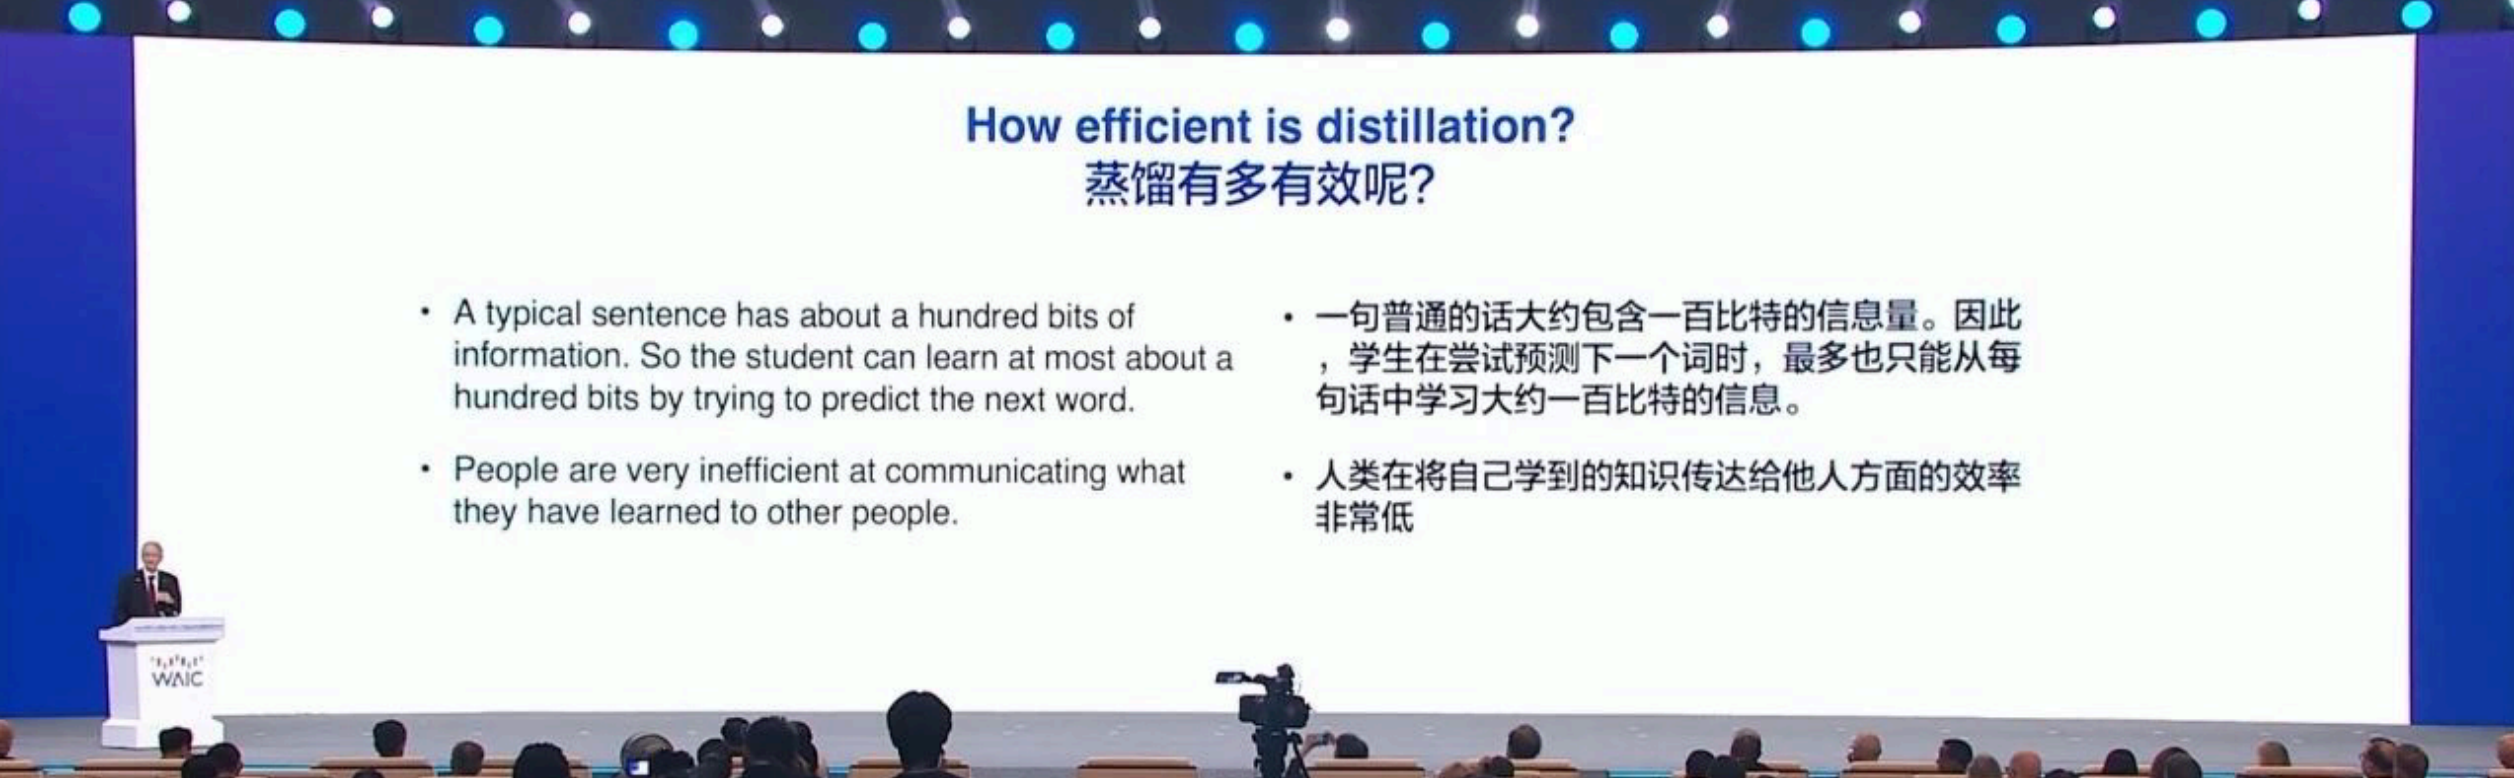 How efficient is distillation?
蒸馏有多有效呢?
• A typical sentence has about a hundred bits of
information. So the student can learn at most about a
hundred bits by trying to predict the next word.
• People are very inefficient at communicating what
they have learned to other people.
• 一句普通的话大约包含一百比特的信息量。因此
，学生在尝试预测下一个词时，最多也只能从每
句话中学习大约一百比特的信息。
• 人类在将自己学到的知识传达给他人方面的效率
非常低
WAIC